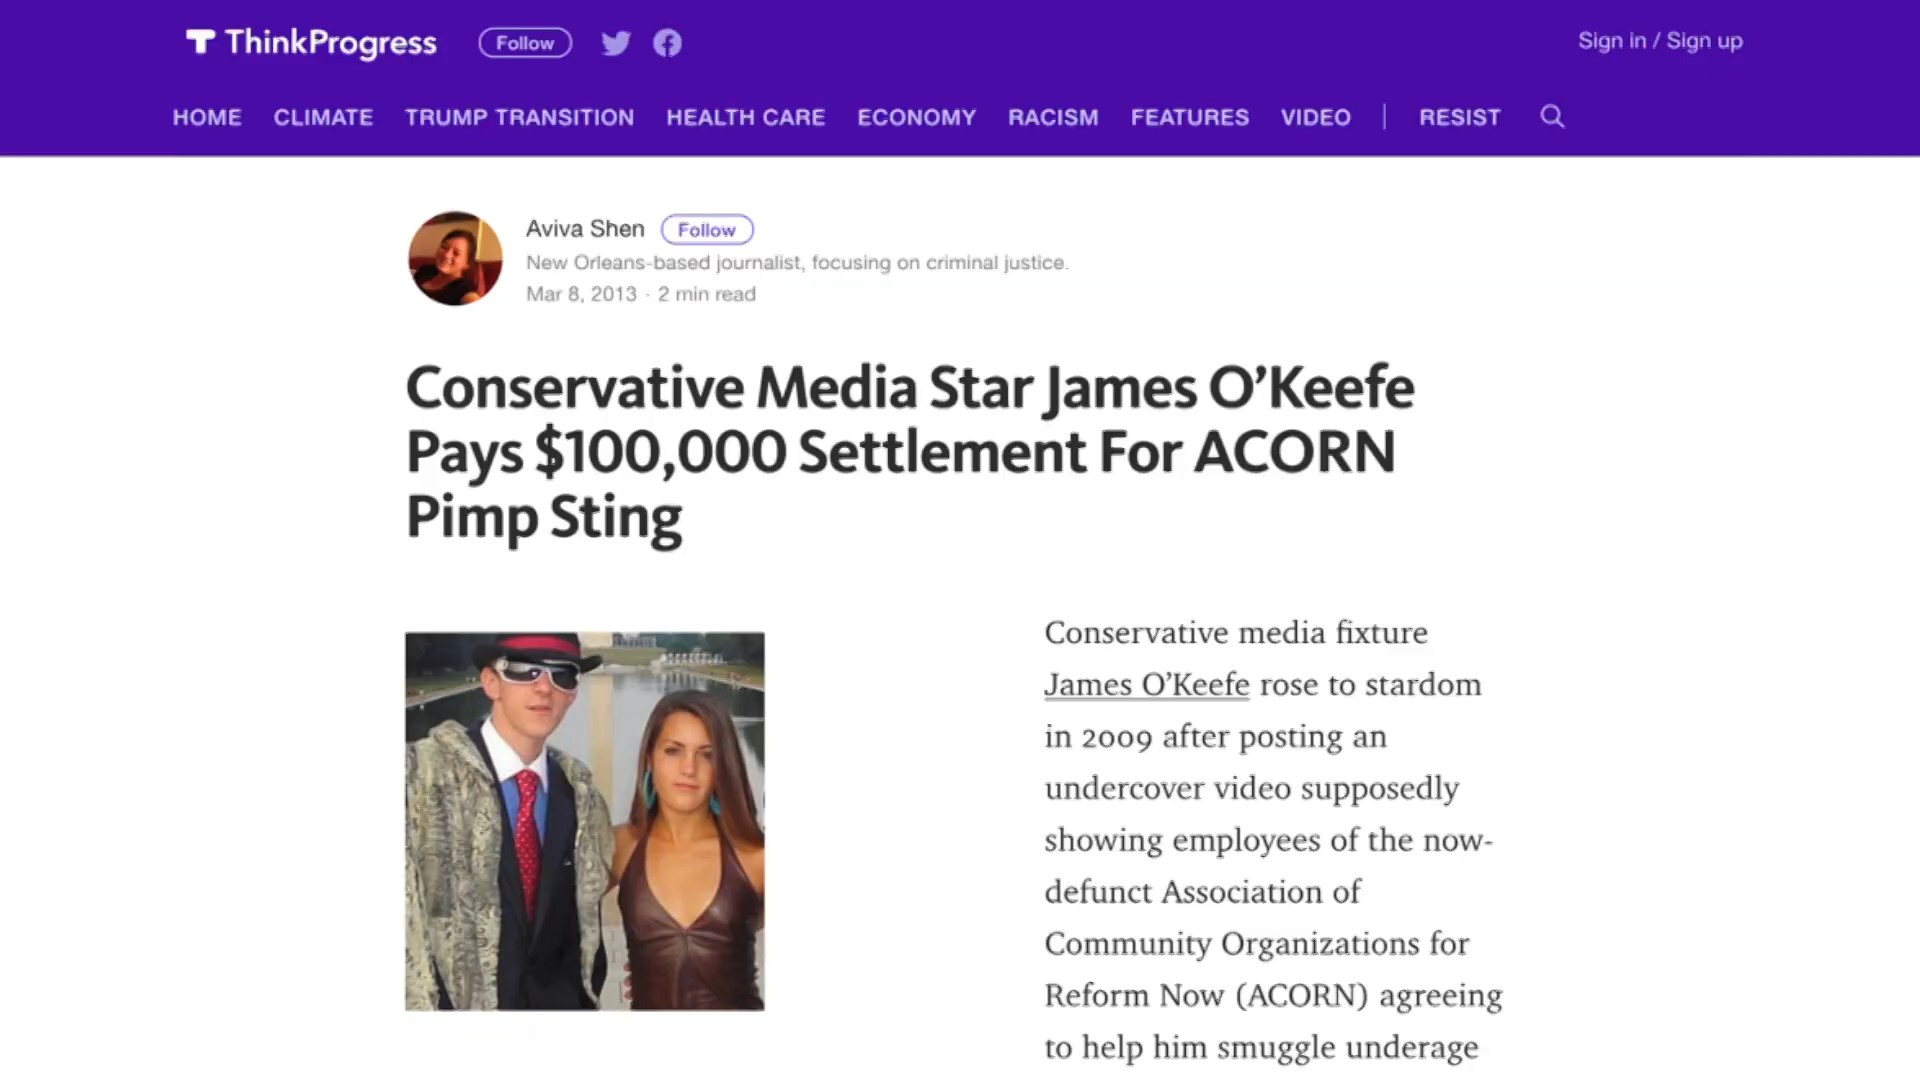 ThinkProgress Follow Sign in / Sign up
HOME CLIMATE TRUMP TRANSITION HEALTH CARE ECONOMY RACISM FEATURES VIDEO | RESIST
Aviva Shen Follow
New Orleans-based journalist, focusing on criminal justice.
Mar 8, 2013 · 2 min read
Conservative Media Star James O’Keefe
Pays $100,000 Settlement For ACORN
Pimp Sting
Conservative media fixture
James O’Keefe rose to stardom
in 2009 after posting an
undercover video supposedly
showing employees of the now-
defunct Association of
Community Organizations for
Reform Now (ACORN) agreeing
to help him smuggle underage